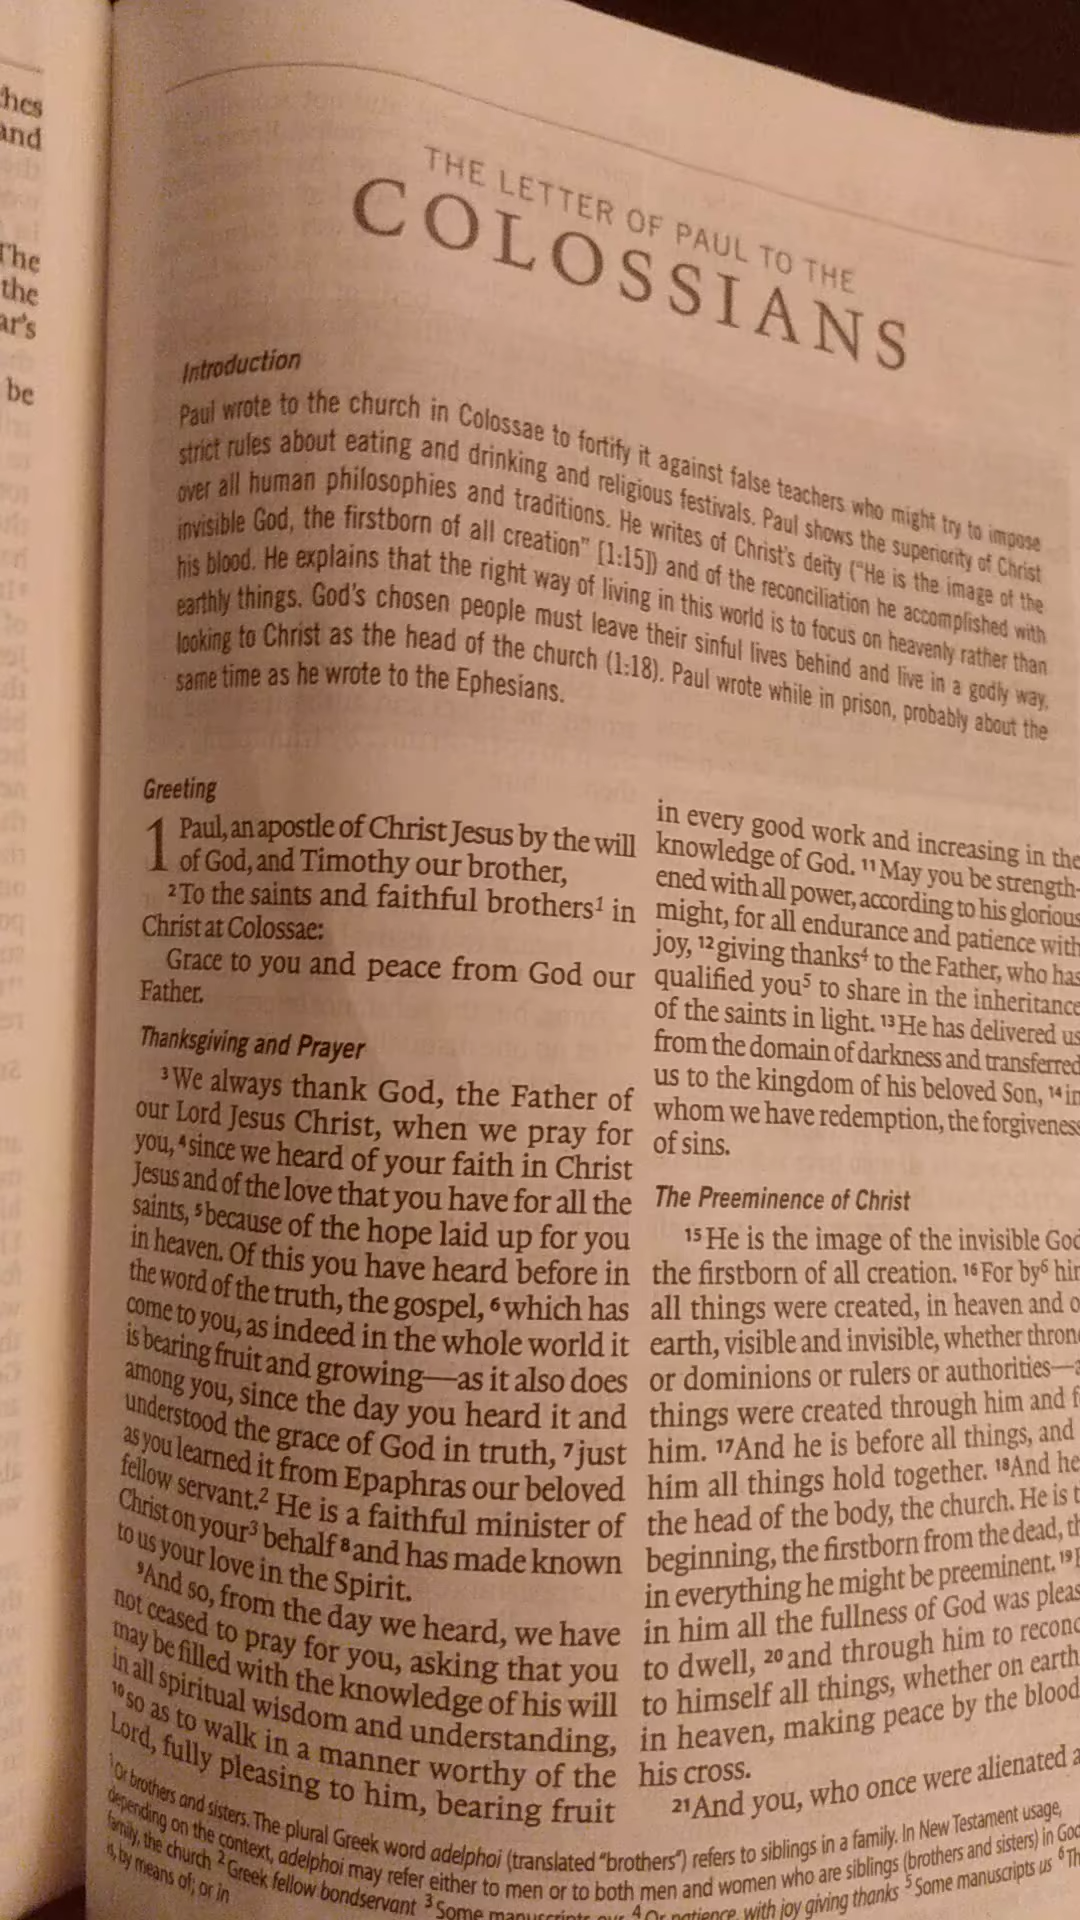 ches
and
The
the
ar's
be
THE LETTER OF PAUL TO THE
COLOSSIANS
Introduction
Paul wrote to the church in Colossae to fortify it against false teachers who might try to impose
strict rules about eating and drinking and religious festivals. Paul shows the superiority of Christ
over all human philosophies and traditions. He writes of Christ's deity (“He is the image of the
invisible God, the firstborn of all creation” [1:15]) and of the reconciliation he accomplished with
his blood. He explains that the right way of living in this world is to focus on heavenly rather than
earthly things. God's chosen people must leave their sinful lives behind and live in a godly way,
looking to Christ as the head of the church (1:18). Paul wrote while in prison, probably about the
same time as he wrote to the Ephesians.
Greeting
1 Paul, an apostle of Christ Jesus by the will
of God, and Timothy our brother,
2 To the saints and faithful brothers1 in
Christ at Colossae:
Grace to you and peace from God our
Father.
Thanksgiving and Prayer
3 We always thank God, the Father of
our Lord Jesus Christ, when we pray for
you, 4 since we heard of your faith in Christ
Jesus and of the love that you have for all the
saints, 5 because of the hope laid up for you
in heaven. Of this you have heard before in
the word of the truth, the gospel, 6 which has
come to you, as indeed in the whole world it
is bearing fruit and growing—as it also does
among you, since the day you heard it and
understood the grace of God in truth, 7 just
as you learned it from Epaphras our beloved
fellow servant.2 He is a faithful minister of
Christ on your3 behalf 8 and has made known
to us your love in the Spirit.
9 And so, from the day we heard, we have
not ceased to pray for you, asking that you
may be filled with the knowledge of his will
in all spiritual wisdom and understanding,
10 so as to walk in a manner worthy of the
Lord, fully pleasing to him, bearing fruit
in every good work and increasing in the
knowledge of God. 11 May you be strength-
ened with all power, according to his glorious
might, for all endurance and patience with
joy, 12 giving thanks4 to the Father, who has
qualified you5 to share in the inheritance
of the saints in light. 13 He has delivered us
from the domain of darkness and transferred
us to the kingdom of his beloved Son, 14 in
whom we have redemption, the forgiveness
of sins.
The Preeminence of Christ
15 He is the image of the invisible God
the firstborn of all creation. 16 For by6
all things were created, in heaven and
earth, visible and invisible, whether
or dominions or rulers or authorities—
things were created through him and
him. 17 And he is before all things, and
him all things hold together. 18 And he
the head of the body, the church. He is
beginning, the firstborn from the dead,
in everything he might be preeminent. 19
in him all the fullness of God was
to dwell, 20 and through him to
to himself all things, whether on earth
in heaven, making peace by the blood
his cross.
21 And you, who once were alienated
1 Or brothers and sisters. The plural Greek word adelphoi (translated “brothers”) refers to siblings in a family. In New Testament usage,
depending on the context, adelphoi may refer either to men or to both men and women who are siblings (brothers and sisters) in God
family, the church 2 Greek fellow bondservant 3 Some manuscripts our 4 Or patience, with joy giving thanks 5 Some manuscripts us 6
is, by means of; or in